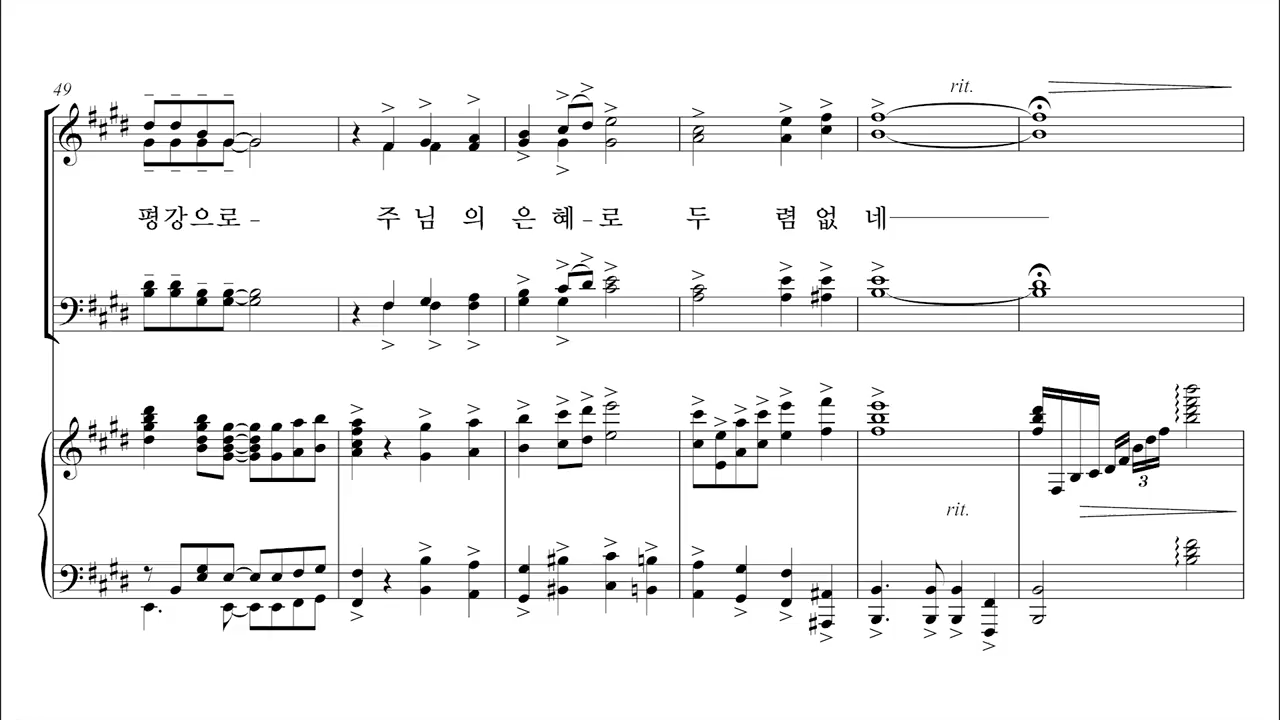 49
rit.
평강으로 - 주 님 의 은 혜 - 로 두 렴 없 네
rit.
3